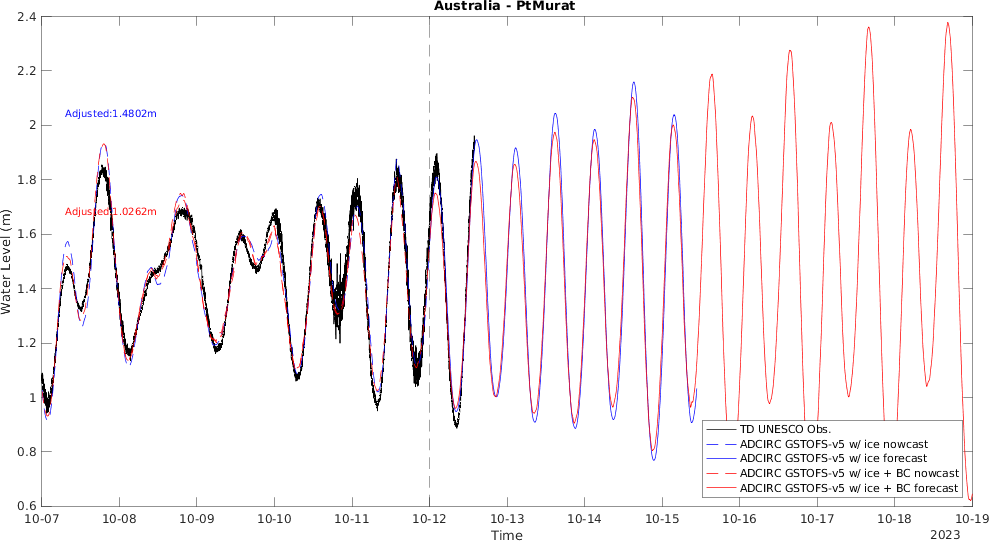 Australia - PtMurat
2.4
2.2
2
1.8
1.6
1.4
1.2
1
0.8
0.6
Water Level (m)
Adjusted:1.4802m
Adjusted:1.0262m
TD UNESCO Obs.
ADCIRC GSTOFS-v5 w/ ice nowcast
ADCIRC GSTOFS-v5 w/ ice forecast
ADCIRC GSTOFS-v5 w/ ice + BC nowcast
ADCIRC GSTOFS-v5 w/ ice + BC forecast
10-07 10-08 10-09 10-10 10-11 10-12 10-13 10-14 10-15 10-16 10-17 10-18 10-19
Time
2023